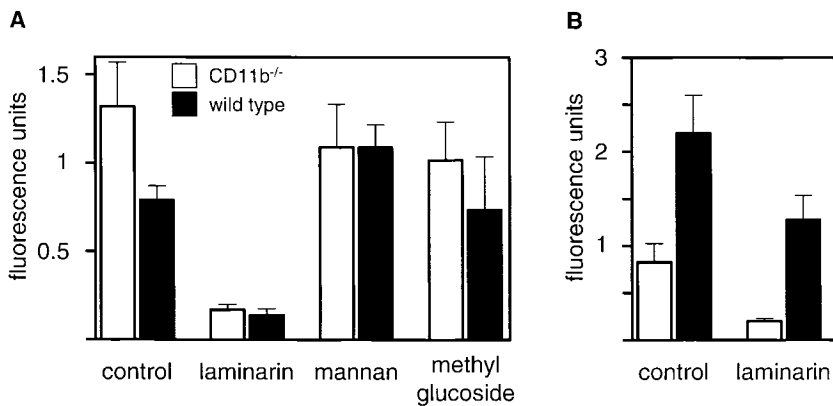 A
fluorescence units
1.5
1
0.5
CD11b-/-
wild type
control
laminarin
mannan
methyl
glucoside
B
fluorescence units
3
2
1
control
laminarin